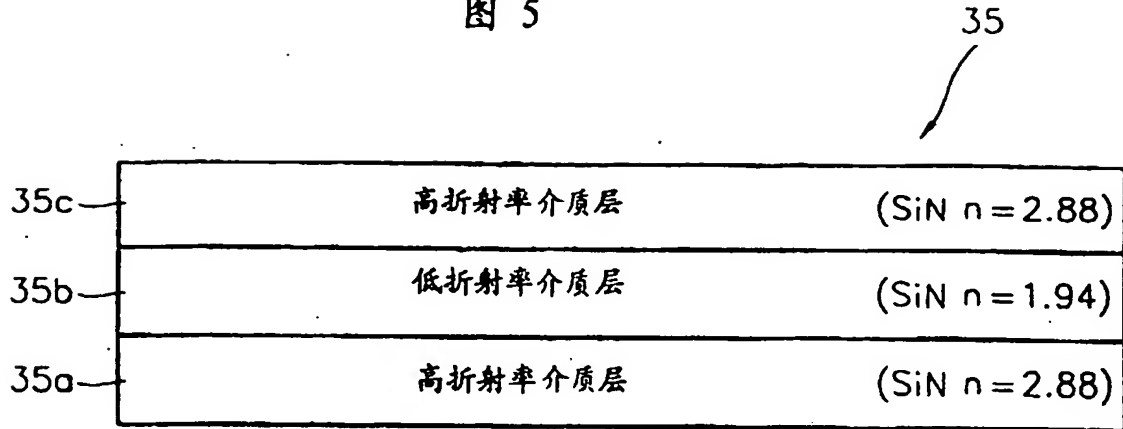 图 5
35
35c 高折射率介质层 (SiN n=2.88)
35b 低折射率介质层 (SiN n=1.94)
35a 高折射率介质层 (SiN n=2.88)